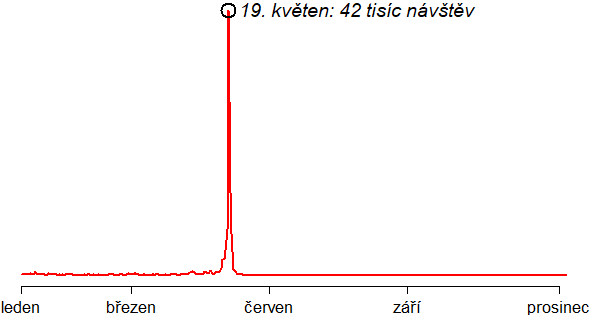 19. květen: 42 tisíc návštěv
leden březen červen září prosinec